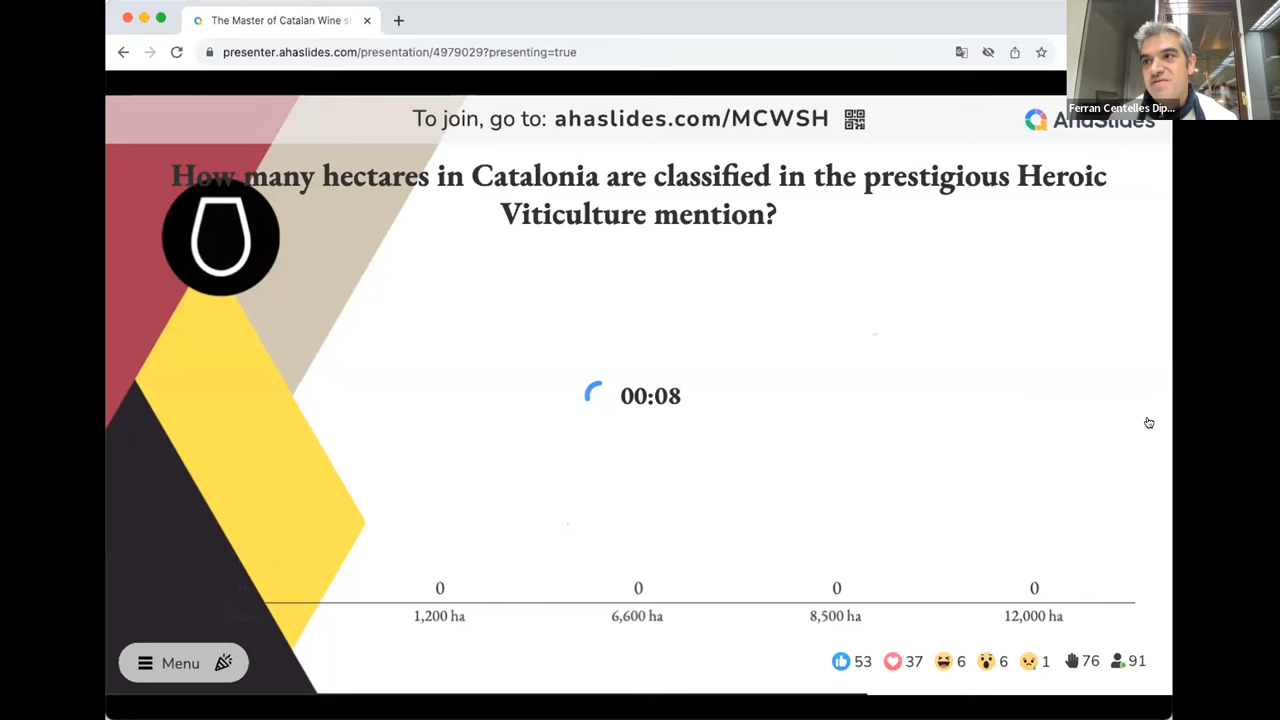 The Master of Catalan Wine s
presenter.ahaslides.com/presentation/4979029?presenting=true
Ferran Centelles Dip...
To join, go to: ahaslides.com/MCWSH
AhaSlides
How many hectares in Catalonia are classified in the prestigious Heroic
Viticulture mention?
00:08
0 0 0 0
1,200 ha 6,600 ha 8,500 ha 12,000 ha
Menu
53 37 6 6 1 76 91